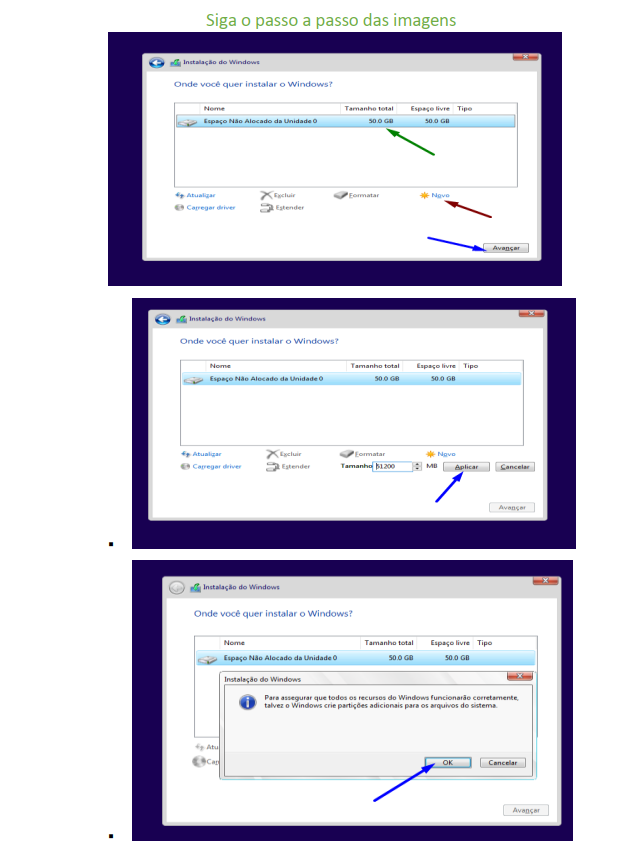 Siga o passo a passo das imagens
Instalação do Windows
Onde você quer instalar o Windows?
Nome Tamanho total Espaço livre Tipo
Espaço Não Alocado da Unidade 0 50.0 GB 50.0 GB
Atualizar Excluir Formatar Novo
Carregar driver Estender
Avançar
Instalação do Windows
Onde você quer instalar o Windows?
Nome Tamanho total Espaço livre Tipo
Espaço Não Alocado da Unidade 0 50.0 GB 50.0 GB
Atualizar Excluir Formatar Novo
Carregar driver Estender Tamanho 51200 MB Aplicar Cancelar
Avançar
Instalação do Windows
Onde você quer instalar o Windows?
Nome Tamanho total Espaço livre Tipo
Espaço Não Alocado da Unidade 0 50.0 GB 50.0 GB
Instalação do Windows
Para assegurar que todos os recursos do Windows funcionarão corretamente,
talvez o Windows crie partições adicionais para os arquivos do sistema.
Atu
OK Cancelar
Car
Avançar